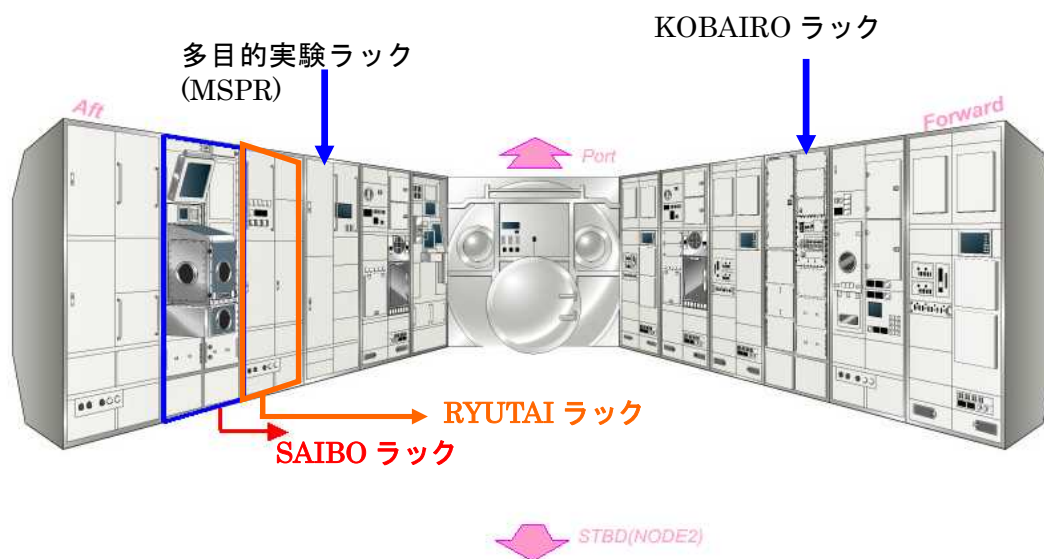 多目的実験ラック
(MSPR)
KOBAIRO ラック
Aft
Forward
Port
RYUTAI ラック
SAIBO ラック
STBD(NODE2)